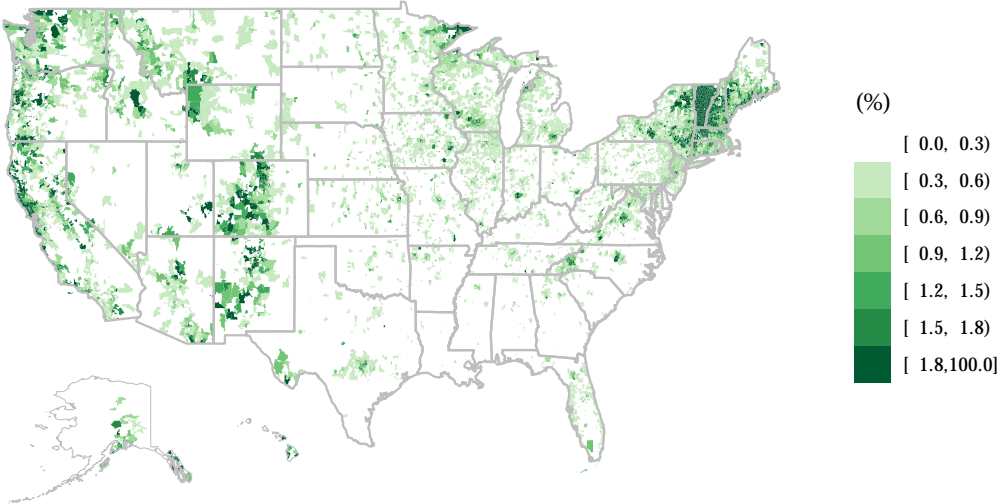 (%)
[ 0.0, 0.3)
[ 0.3, 0.6)
[ 0.6, 0.9)
[ 0.9, 1.2)
[ 1.2, 1.5)
[ 1.5, 1.8)
[ 1.8,100.0]